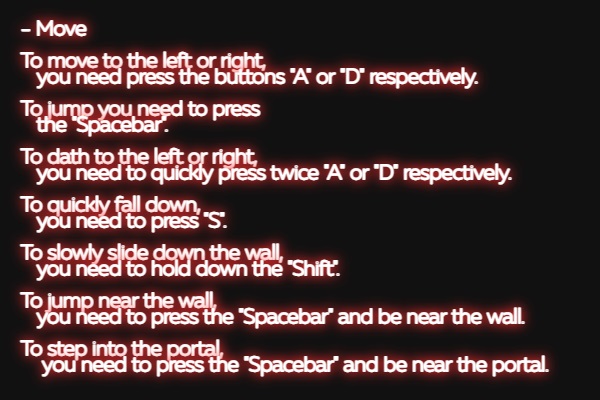 - Move
To move to the left or right,
you need press the buttons "A" or "D" respectively.
To jump you need to press
the "Spacebar".
To dath to the left or right,
you need to quickly press twice "A" or "D" respectively.
To quickly fall down,
you need to press "S".
To slowly slide down the wall,
you need to hold down the "Shift".
To jump near the wall,
you need to press the "Spacebar" and be near the wall.
To step into the portal,
you need to press the "Spacebar" and be near the portal.